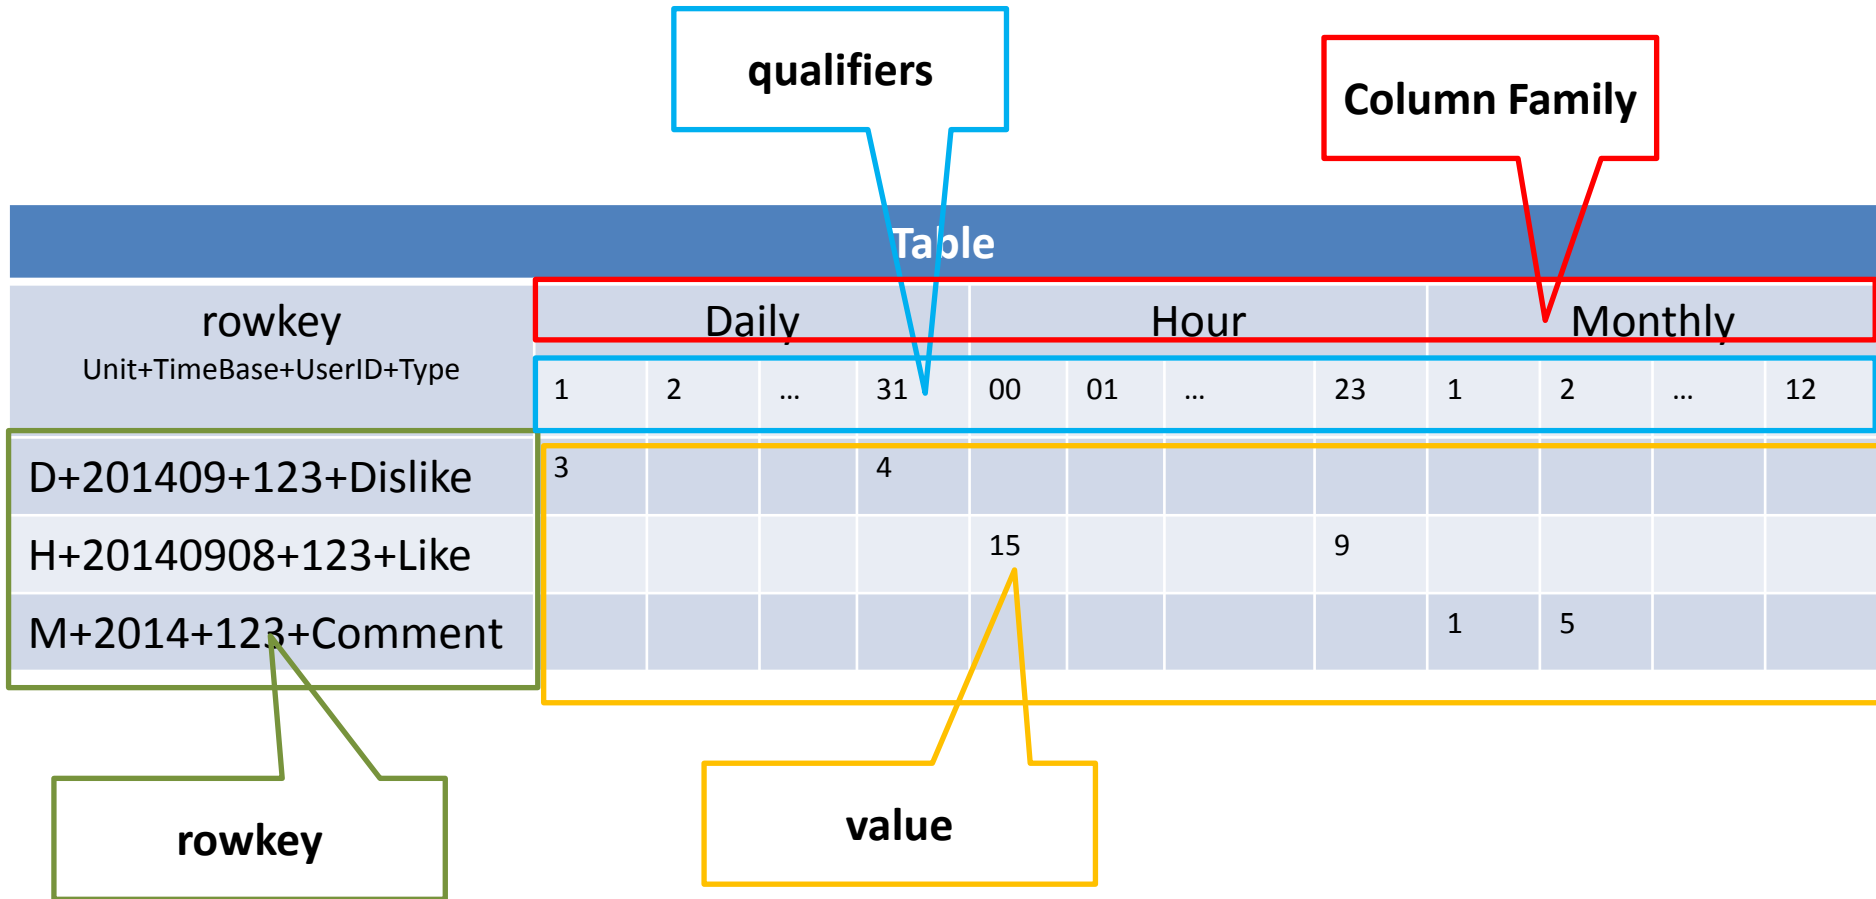 qualifiers
Column Family
Table
rowkey
Unit+TimeBase+UserID+Type
Daily Hour Monthly
1 2 ... 31 00 01 ... 23 1 2 ... 12
D+201409+123+Dislike 3 4
H+20140908+123+Like 15 9
M+2014+123+Comment 1 5
rowkey
value